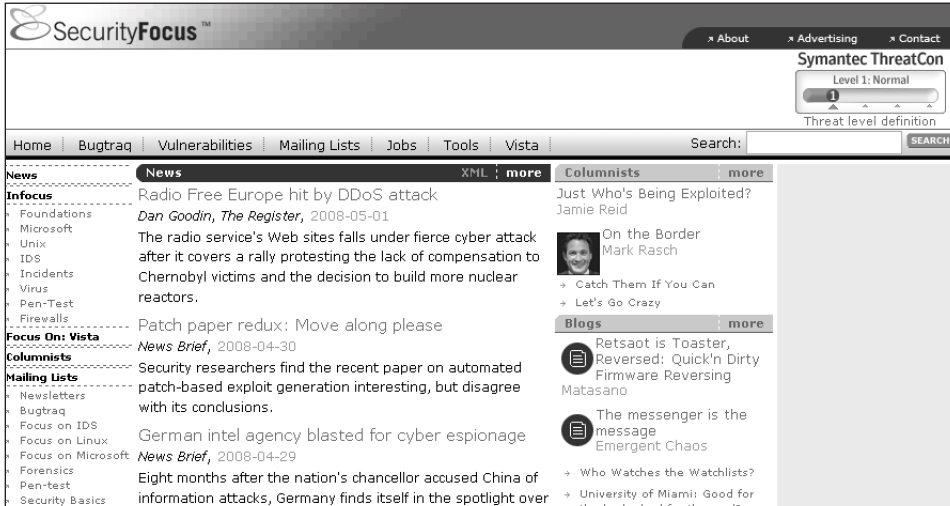 SecurityFocus™
About
Advertising
Contact
Symantec ThreatCon
Level 1: Normal
1
Threat level definition
Home
Bugtraq
Vulnerabilities
Mailing Lists
Jobs
Tools
Vista
Search:
SEARCH
News
Infocus
Foundations
Microsoft
Unix
IDS
Incidents
Virus
Pen-Test
Firewalls
Focus On: Vista
Columnists
Mailing Lists
Newsletters
Bugtraq
Focus on IDS
Focus on Linux
Focus on Microsoft
Forensics
Pen-test
Security Basics
News XML more
Radio Free Europe hit by DDoS attack
Dan Goodin, The Register, 2008-05-01
The radio service's Web sites falls under fierce cyber attack
after it covers a rally protesting the lack of compensation to
Chernobyl victims and the decision to build more nuclear
reactors.
Patch paper redux: Move along please
News Brief, 2008-04-30
Security researchers find the recent paper on automated
patch-based exploit generation interesting, but disagree
with its conclusions.
German intel agency blasted for cyber espionage
News Brief, 2008-04-29
Eight months after the nation's chancellor accused China of
information attacks, Germany finds itself in the spotlight over
Columnists more
Just Who's Being Exploited?
Jamie Reid
On the Border
Mark Rasch
Catch Them If You Can
Let's Go Crazy
Blogs more
Retsaot is Toaster,
Reversed: Quick'n Dirty
Firmware Reversing
Matasano
The messenger is the
message
Emergent Chaos
Who Watches the Watchlists?
University of Miami: Good for